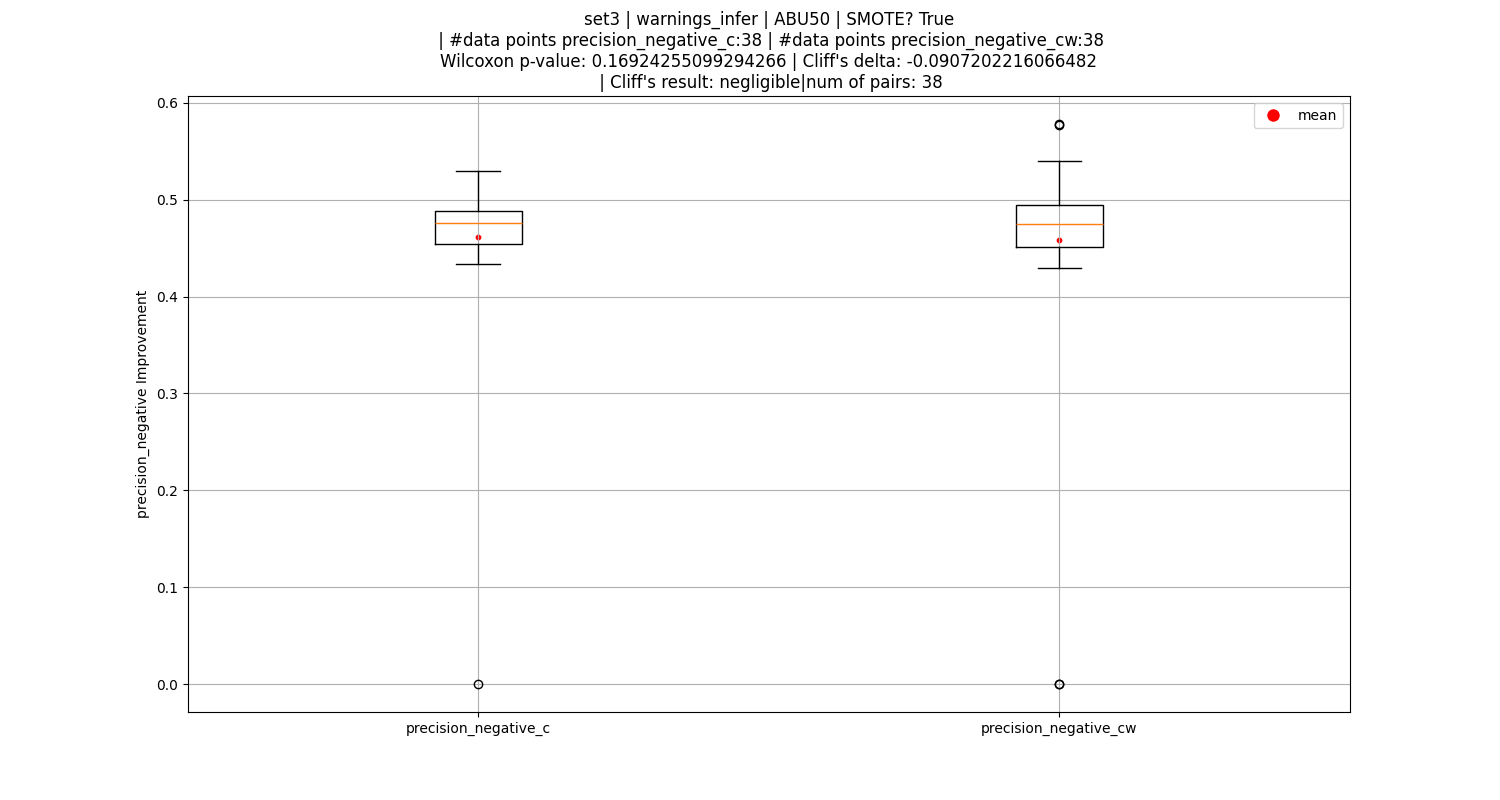 set3 | warnings_infer | ABU50 | SMOTE? True
| #data points precision_negative_c:38 | #data points precision_negative_cw:38
Wilcoxon p-value: 0.16924255099294266 | Cliff's delta: -0.0907202216066482
| Cliff's result: negligible|num of pairs: 38
mean
0.6
0.5
0.4
0.3
0.2
0.1
0.0
precision_negative Improvement
precision_negative_c
precision_negative_cw